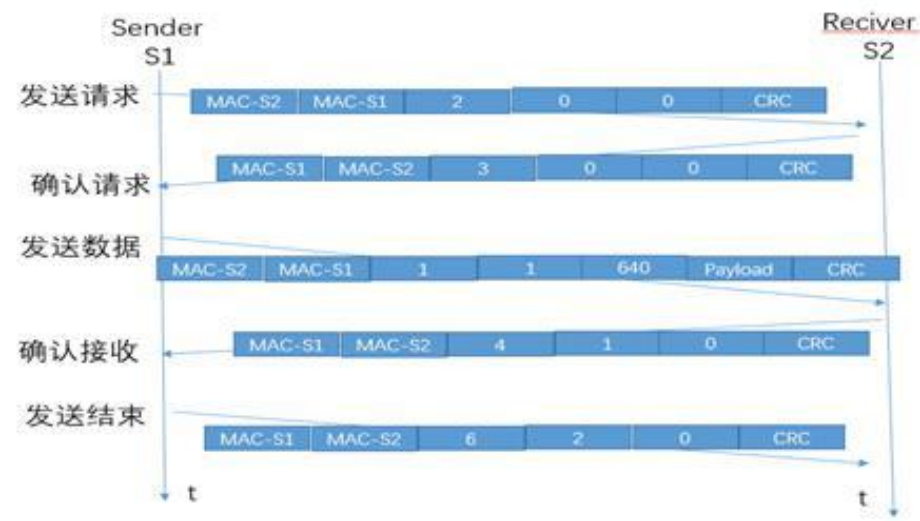 Sender
S1
Reciver
S2
发送请求
MAC-S2 MAC-S1 2 0 0 CRC
MAC-S1 MAC-S2 3 0 0 CRC
确认请求
发送数据
MAC-S2 MAC-S1 1 1 640 Payload CRC
确认接收
MAC-S1 MAC-S2 4 1 0 CRC
发送结束
MAC-S1 MAC-S2 6 2 0 CRC
t
t